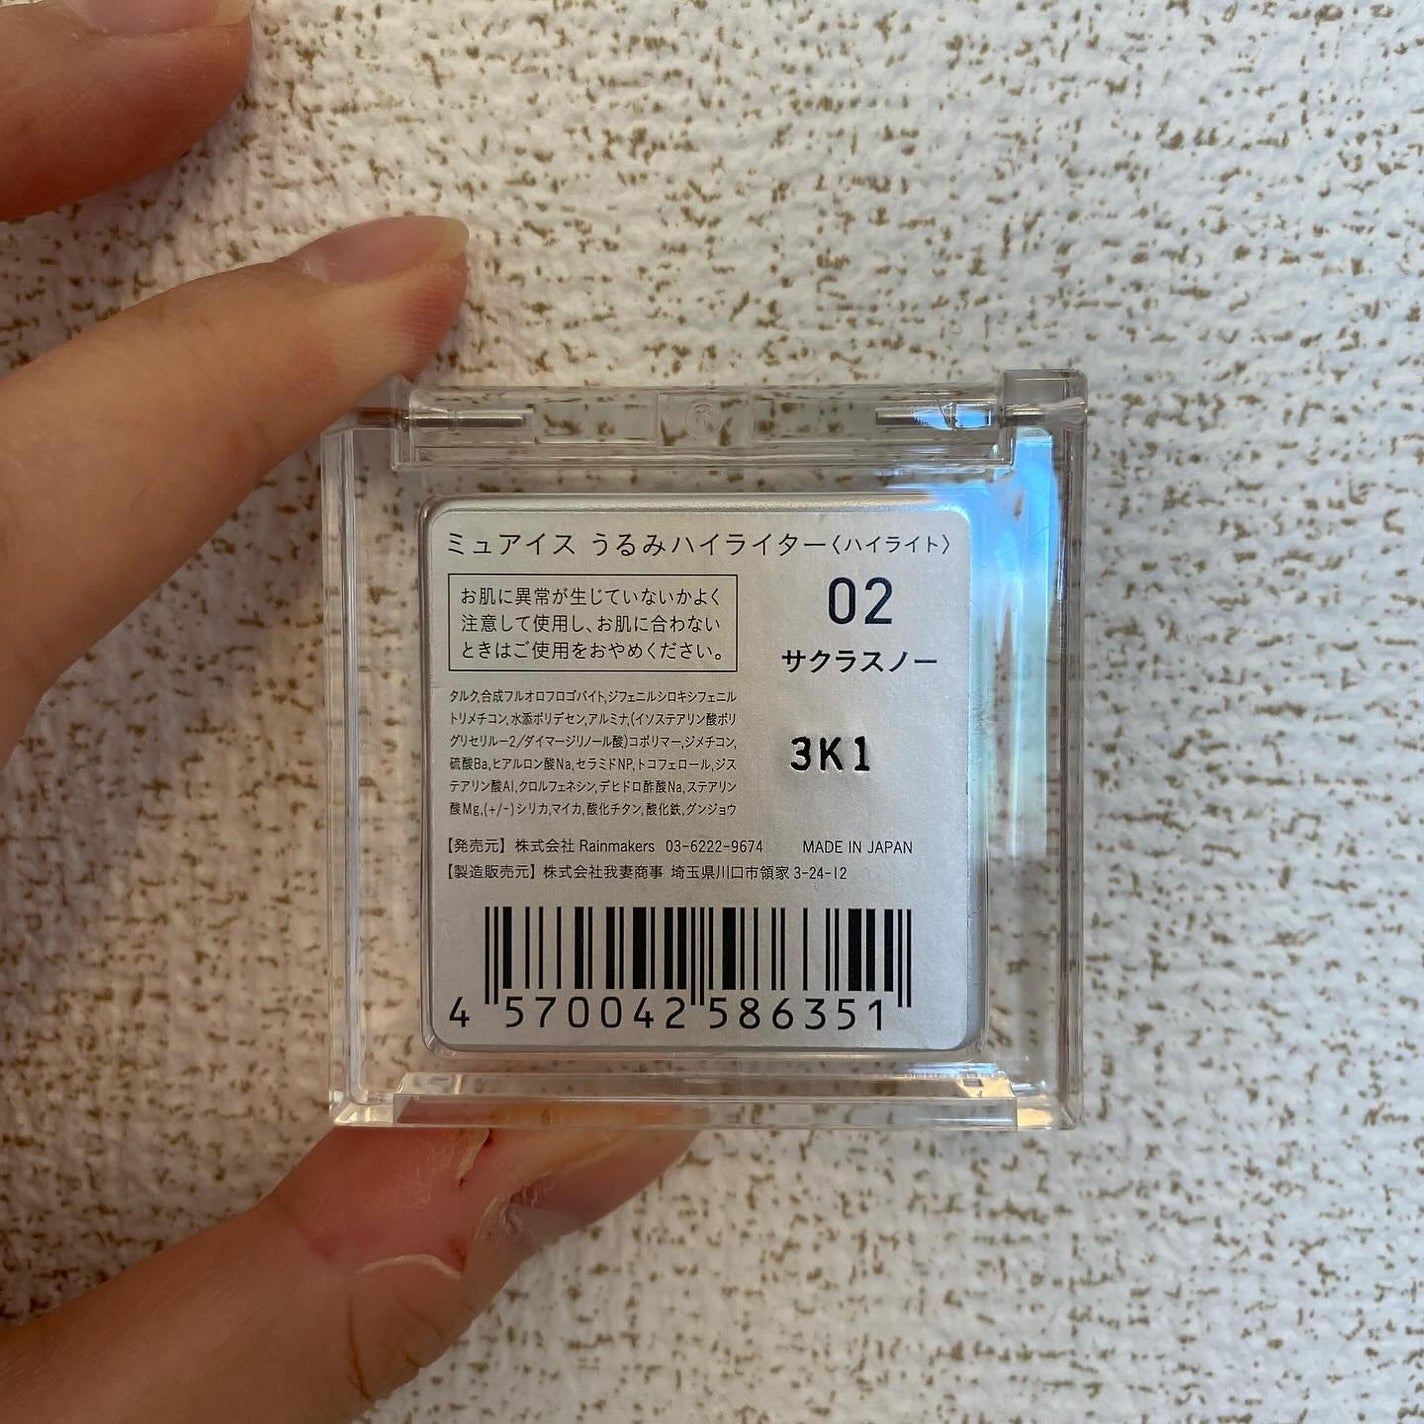 ミュアイス うるみハイライター〈ハイライト〉
お肌に異常が生じていないかよく
注意して使用し、お肌に合わない
ときはご使用をおやめください。
02
サクラスノー
3K1
タルク,合成フルオロフロゴパイト,ジフェニルシロキシフェニル
トリメチコン,水添ポリデセン,アルミナ,(イソステアリン酸ポリ
グリセリル-2/ダイマージリノール酸)コポリマー,ジメチコン,
硫酸Ba,ヒアルロン酸Na,セラミドNP,トコフェロール,ジス
テアリン酸Al,クロルフェネシン,デヒドロ酢酸Na,ステアリン
酸Mg,(+/-)シリカ,マイカ,酸化チタン,酸化鉄,グンジョウ
【発売元】株式会社 Rainmakers 03-6222-9674 MADE IN JAPAN
【製造販売元】株式会社我妻商事 埼玉県川口市領家 3-24-12
4 570042 586351